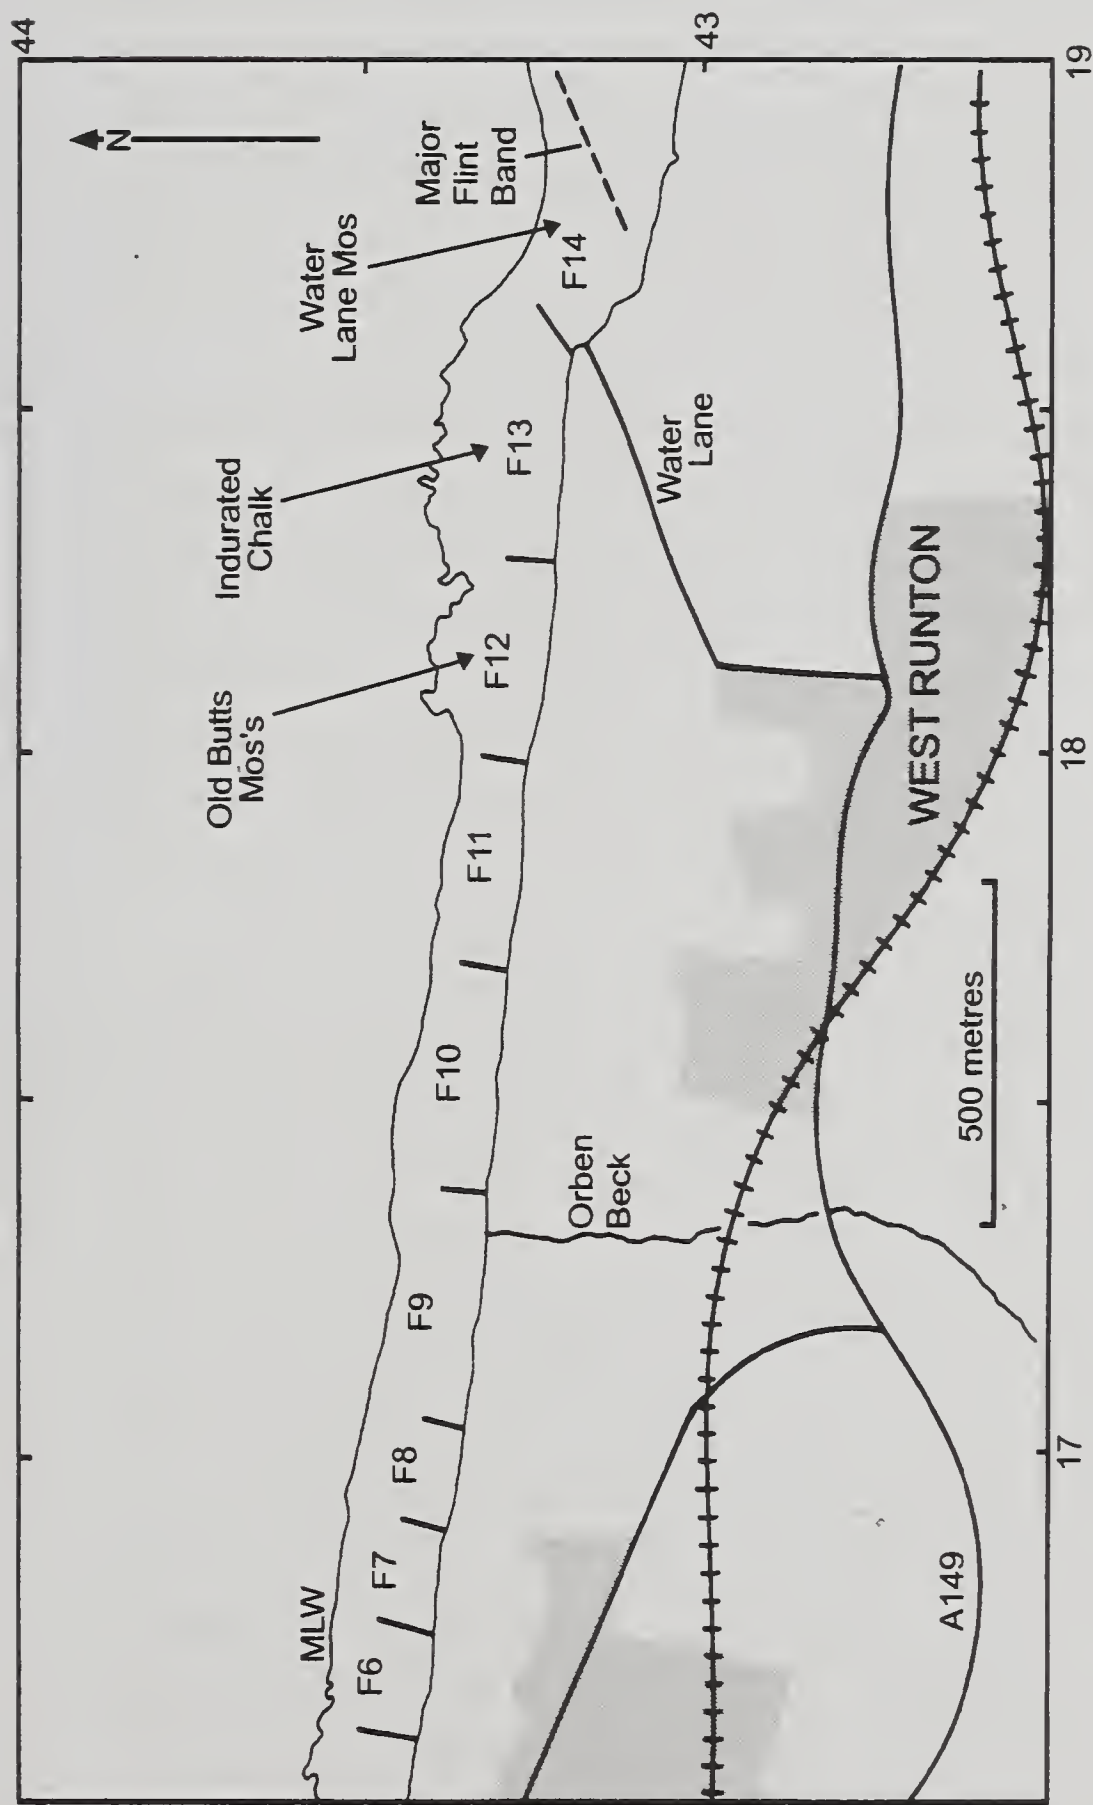 44
N
43
Water
Lane Mos
Major
Flint
Band
Indurated
Chalk
Old Butts
Mos's
MLW
F6
F7
F8
F9
F10
F11
F12
F13
F14
Orben
Beck
Water
Lane
WEST RUNTON
A149
500 metres
17
18
19